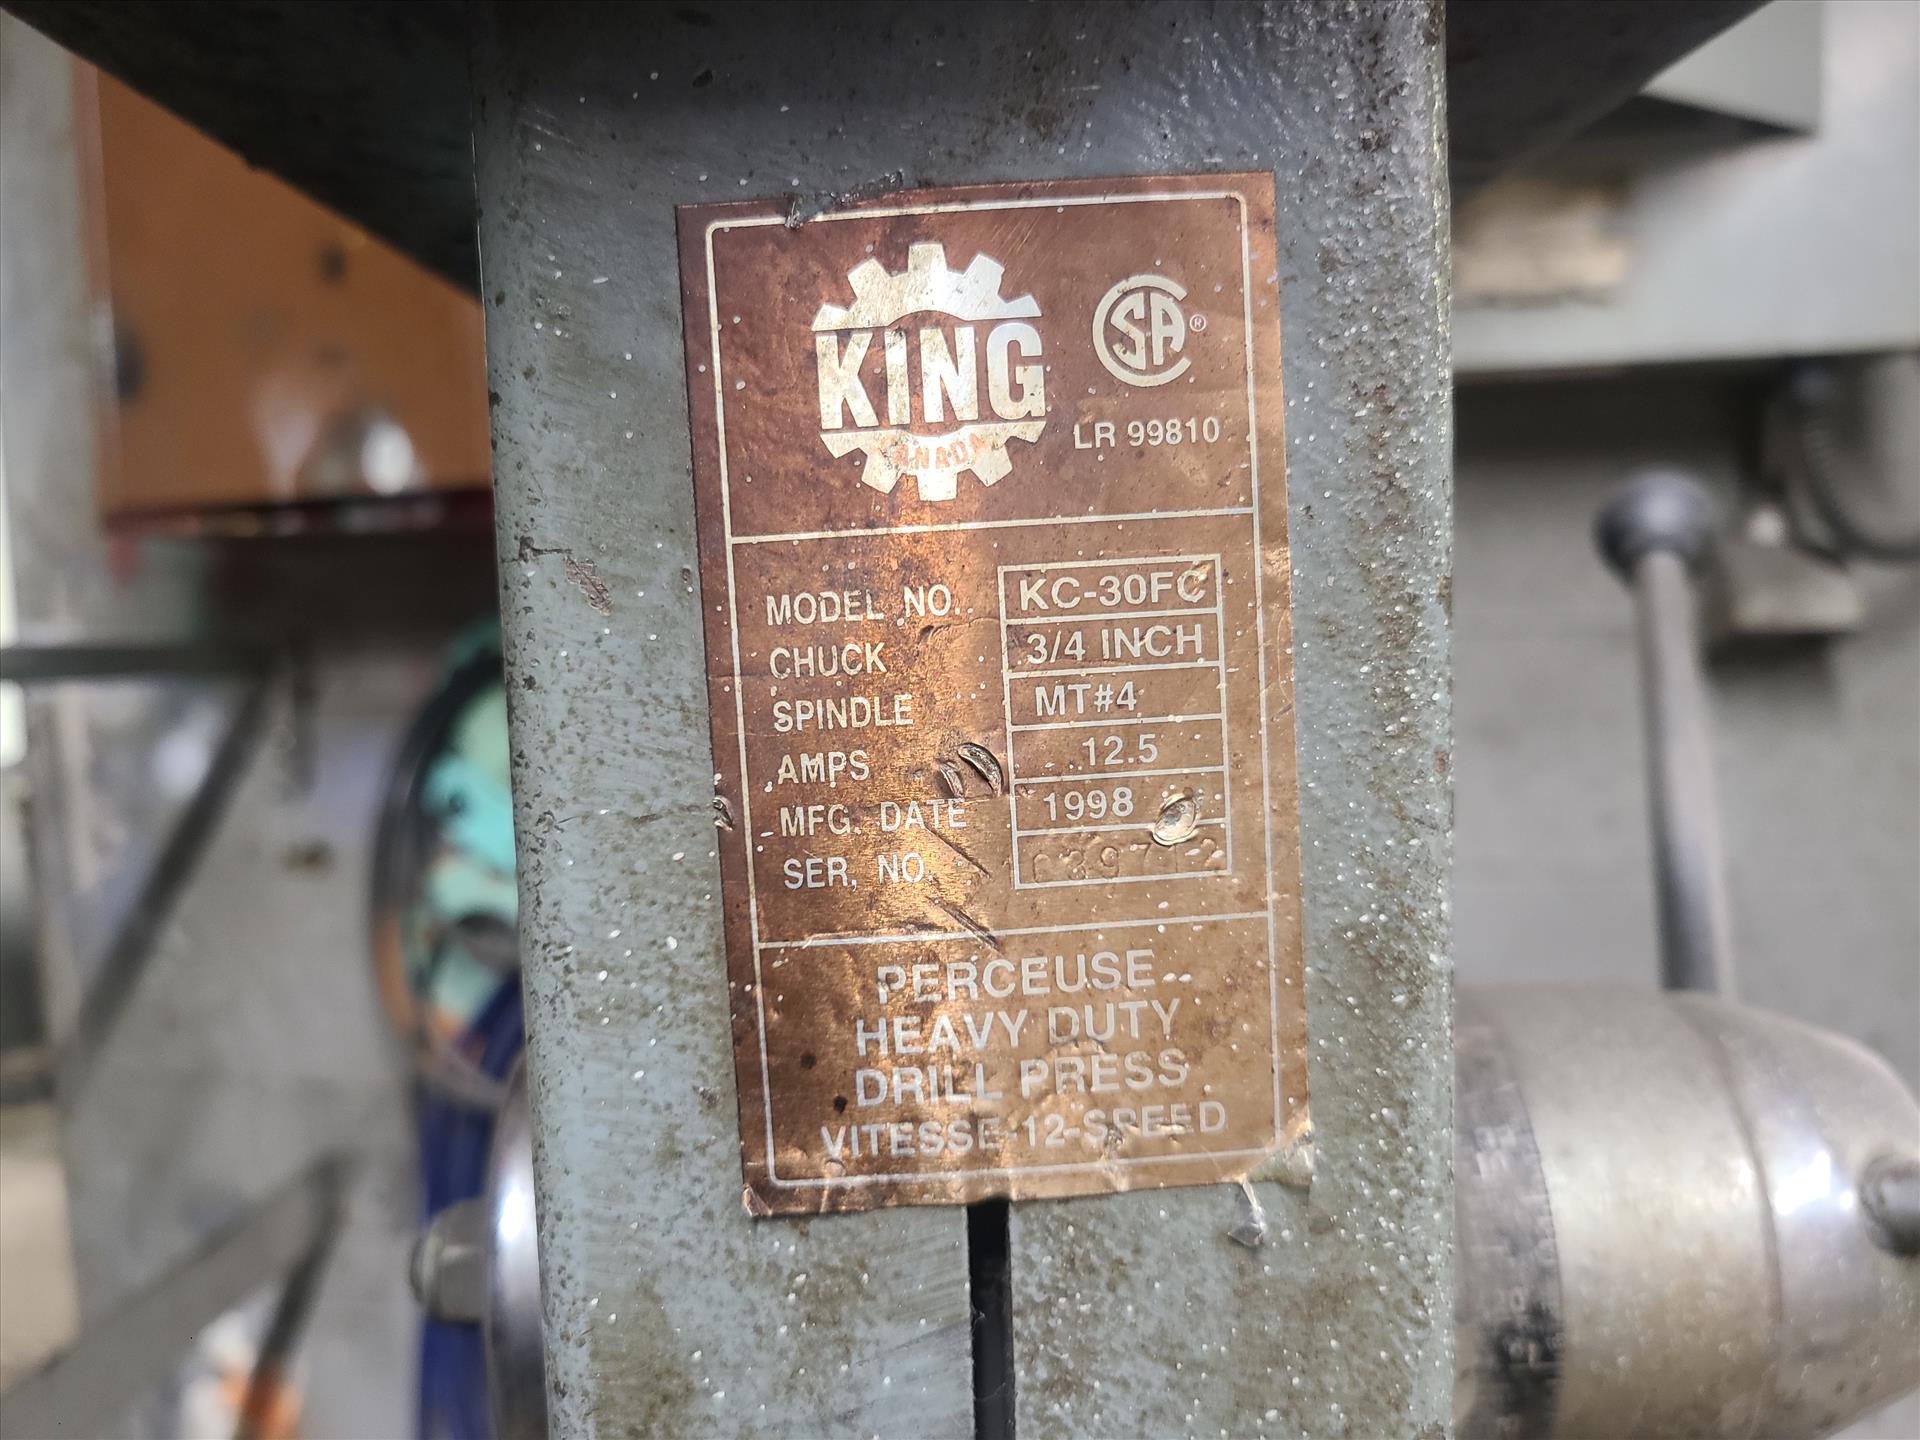 KING
CANADA
CSA®
LR 99810
MODEL NO. KC-30FC
CHUCK 3/4 INCH
SPINDLE MT#4
AMPS 12.5
MFG. DATE 1998
SER, NO.
PERCEUSE
HEAVY DUTY
DRILL PRESS
VITESSE-12-SPEED